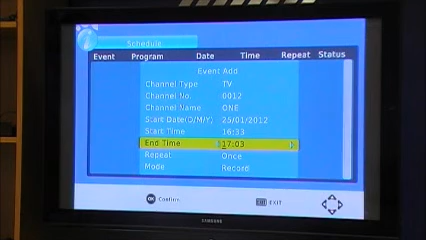 Schedule
Event Program Date Time Repeat Status
Event Add
Channel Type TV
Channel No. 0012
Channel Name ONE
Start Date(D/M/Y) 25/01/2012
Start Time 16:33
End Time 17:03
Repeat Once
Mode Record
OK Confirm EXIT EXIT
SAMSUNG